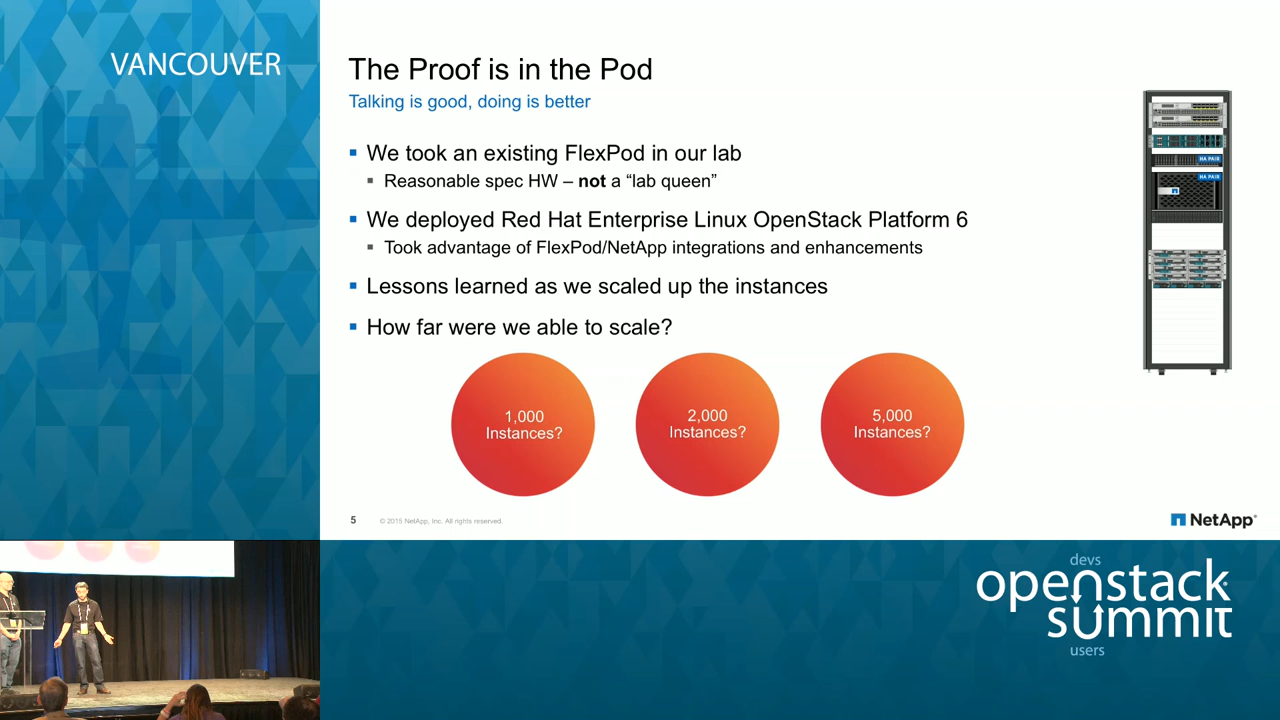 VANCOUVER
The Proof is in the Pod
Talking is good, doing is better
▪ We took an existing FlexPod in our lab
▪ Reasonable spec HW – not a “lab queen”
▪ We deployed Red Hat Enterprise Linux OpenStack Platform 6
▪ Took advantage of FlexPod/NetApp integrations and enhancements
▪ Lessons learned as we scaled up the instances
▪ How far were we able to scale?
1,000
Instances?
2,000
Instances?
5,000
Instances?
HA PAIR
HA PAIR
5
© 2015 NetApp, Inc. All rights reserved.
NetApp®
devs
openstack®
summit
users